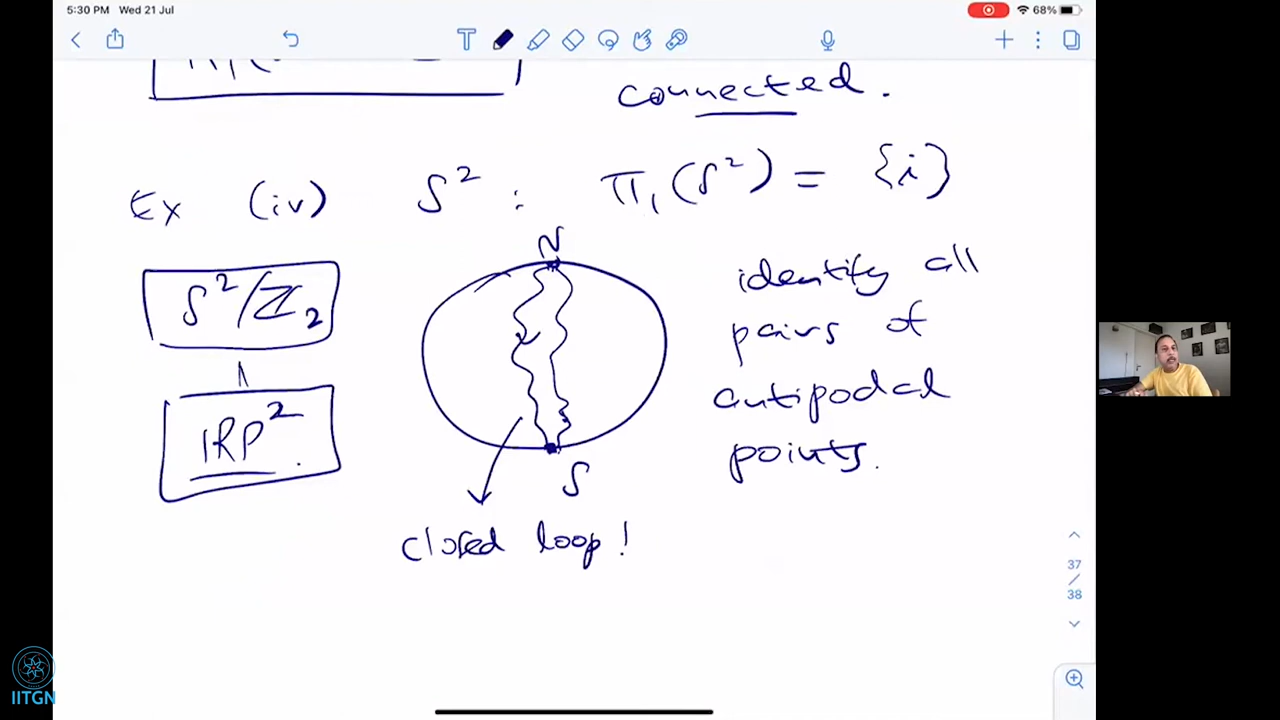 5:30 PM Wed 21 Jul
68%
T
connected.
Ex (iv) S² : π₁(S²) = {i}
N
identify all
S²/ℤ₂
pairs of
antipodal
ℝP².
points.
S
closed loop!
37
/
38
IITGN